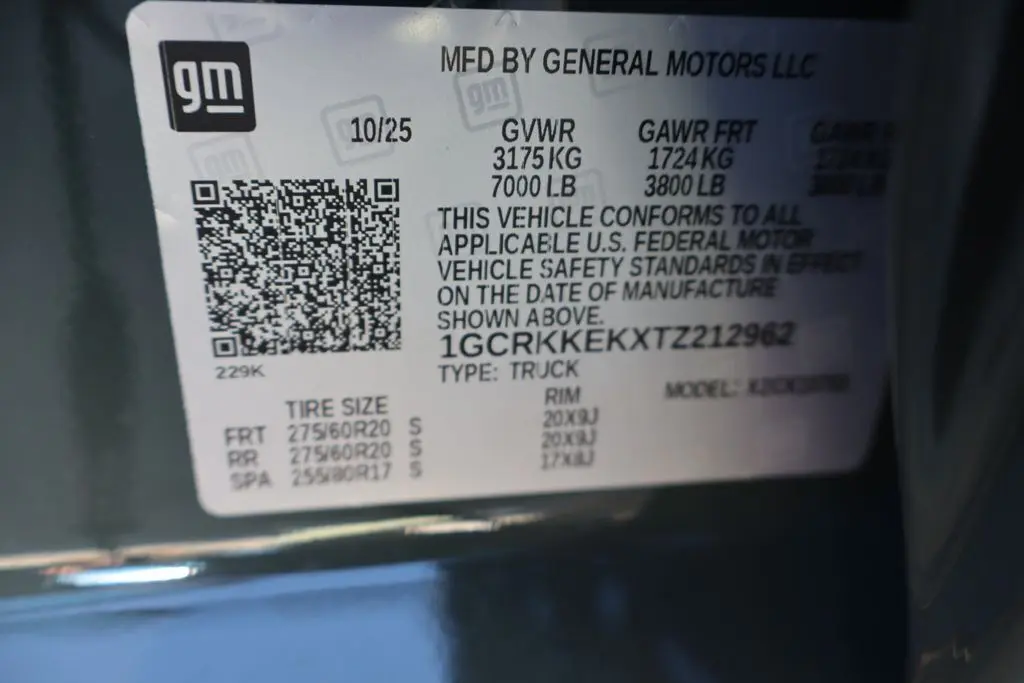 gm
MFD BY GENERAL MOTORS LLC
10/25 GVWR GAWR FRT
3175 KG 1724 KG
7000 LB 3800 LB
THIS VEHICLE CONFORMS TO ALL
APPLICABLE U.S. FEDERAL MOTOR
VEHICLE SAFETY STANDARDS IN EFFECT
ON THE DATE OF MANUFACTURE
SHOWN ABOVE.
1GCRKKEKXTZ212962
229K
TYPE: TRUCK MODEL:
TIRE SIZE RIM
FRT 275/60R20 S 20X9J
RR 275/60R20 S 20X9J
SPA 255/80R17 S 17X8J